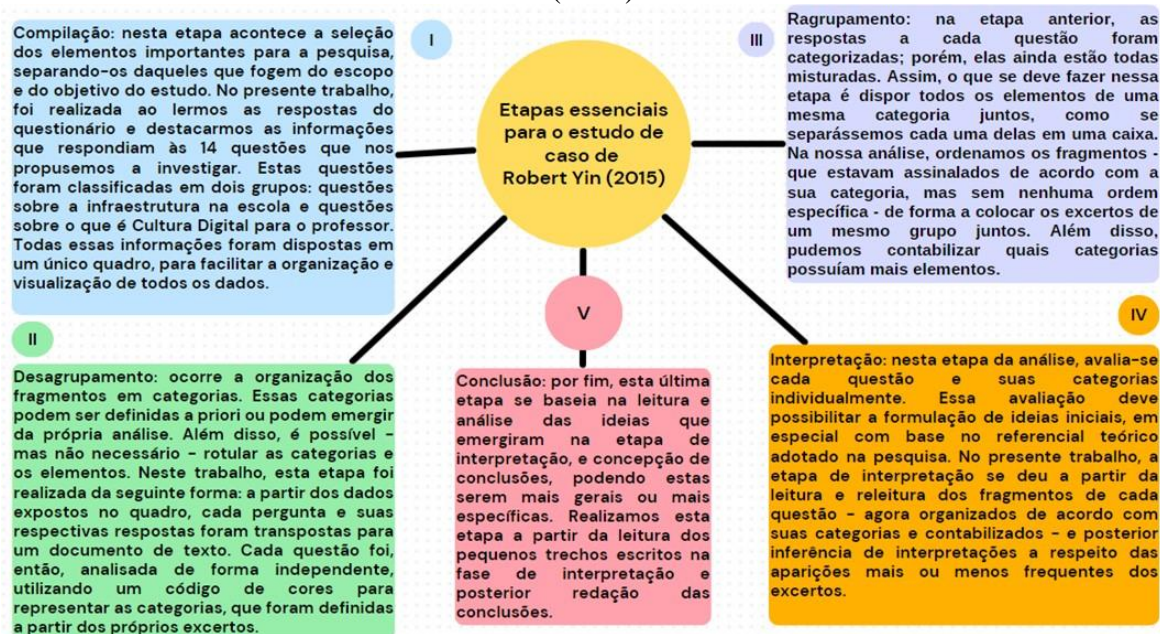 Compilação: nesta etapa acontece a seleção
dos elementos importantes para a pesquisa,
separando-os daqueles que fogem do escopo
e do objetivo do estudo. No presente trabalho,
foi realizada ao lermos as respostas do
questionário e destacarmos as informações
que respondiam às 14 questões que nos
propusemos a investigar. Estas questões
foram classificadas em dois grupos: questões
sobre a infraestrutura na escola e questões
sobre o que é Cultura Digital para o professor.
Todas essas informações foram dispostas em
um único quadro, para facilitar a organização e
visualização de todos os dados.
I
Etapas essenciais
para o estudo de
caso de
Robert Yin (2015)
III
Ragrupamento: na etapa anterior, as
respostas a cada questão foram
categorizadas; porém, elas ainda estão todas
misturadas. Assim, o que se deve fazer nessa
etapa é dispor todos os elementos de uma
mesma categoria juntos, como se
separássemos cada uma delas em uma caixa.
Na nossa análise, ordenamos os fragmentos -
que estavam assinalados de acordo com a
sua categoria, mas sem nenhuma ordem
específica - de forma a colocar os excertos de
um mesmo grupo juntos. Além disso,
pudemos contabilizar quais categorias
possuíam mais elementos.
II
Desagrupamento: ocorre a organização dos
fragmentos em categorias. Essas categorias
podem ser definidas a priori ou podem emergir
da própria análise. Além disso, é possível -
mas não necessário - rotular as categorias e
os elementos. Neste trabalho, esta etapa foi
realizada da seguinte forma: a partir dos dados
expostos no quadro, cada pergunta e suas
respectivas respostas foram transpostas para
um documento de texto. Cada questão foi,
então, analisada de forma independente,
utilizando um código de cores para
representar as categorias, que foram definidas
a partir dos próprios excertos.
V
Conclusão: por fim, esta última
etapa se baseia na leitura e
análise das ideias que
emergiram na etapa de
interpretação, e concepção de
conclusões, podendo estas
serem mais gerais ou mais
específicas. Realizamos esta
etapa a partir da leitura dos
pequenos trechos escritos na
fase de interpretação e
posterior redação das
conclusões.
IV
Interpretação: nesta etapa da análise, avalia-se
cada questão e suas categorias
individualmente. Essa avaliação deve
possibilitar a formulação de ideias iniciais, em
especial com base no referencial teórico
adotado na pesquisa. No presente trabalho, a
etapa de interpretação se deu a partir da
leitura e releitura dos fragmentos de cada
questão - agora organizados de acordo com
suas categorias e contabilizados - e posterior
inferência de interpretações a respeito das
aparições mais ou menos frequentes dos
excertos.